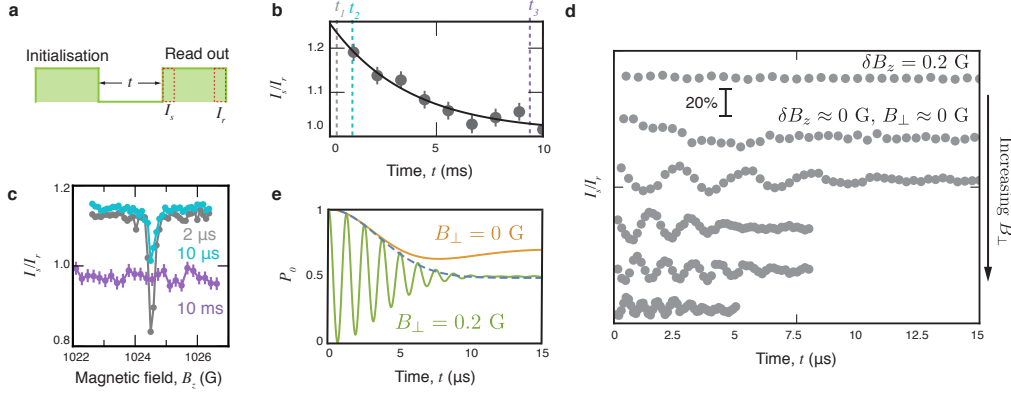 a
Initialisation
Read out
t
I_s
I_r
b
t_1
t_2
t_3
I_s/I_r
1.2
1.1
1.0
0
5
10
Time, t (ms)
c
I_s/I_r
1.2
1.0
0.8
2 μs
10 μs
10 ms
1022
1024
1026
Magnetic field, B_z (G)
e
P_0
1
0.5
0
B_⊥ = 0 G
B_⊥ = 0.2 G
0
5
10
15
Time, t (μs)
d
I_s/I_r
δB_z = 0.2 G
20%
δB_z ≈ 0 G, B_⊥ ≈ 0 G
Increasing B_⊥
0
2.5
5
7.5
10
12.5
15
Time, t (μs)